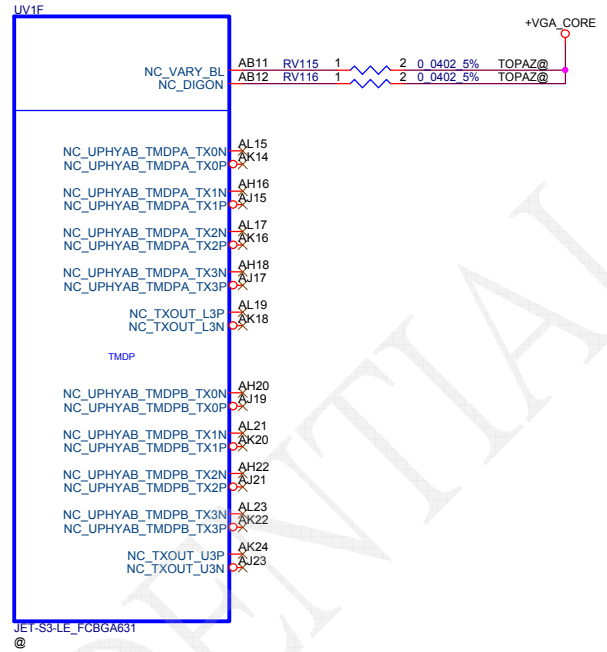 UV1F
+VGA_CORE
NC_VARY_BL AB11 RV115 1 2 0_0402_5% TOPAZ@
NC_DIGON AB12 RV116 1 2 0_0402_5% TOPAZ@
NC_UPHYAB_TMDPA_TX0N AL15
NC_UPHYAB_TMDPA_TX0P AK14
NC_UPHYAB_TMDPA_TX1N AH16
NC_UPHYAB_TMDPA_TX1P AJ15
NC_UPHYAB_TMDPA_TX2N AL17
NC_UPHYAB_TMDPA_TX2P AK16
NC_UPHYAB_TMDPA_TX3N AH18
NC_UPHYAB_TMDPA_TX3P AJ17
NC_TXOUT_L3P AL19
NC_TXOUT_L3N AK18
TMDP
NC_UPHYAB_TMDPB_TX0N AH20
NC_UPHYAB_TMDPB_TX0P AJ19
NC_UPHYAB_TMDPB_TX1N AL21
NC_UPHYAB_TMDPB_TX1P AK20
NC_UPHYAB_TMDPB_TX2N AH22
NC_UPHYAB_TMDPB_TX2P AJ21
NC_UPHYAB_TMDPB_TX3N AL23
NC_UPHYAB_TMDPB_TX3P AK22
NC_TXOUT_U3P AK24
NC_TXOUT_U3N AJ23
JET-S3-LE_FCBGA631
@
ENTIAL